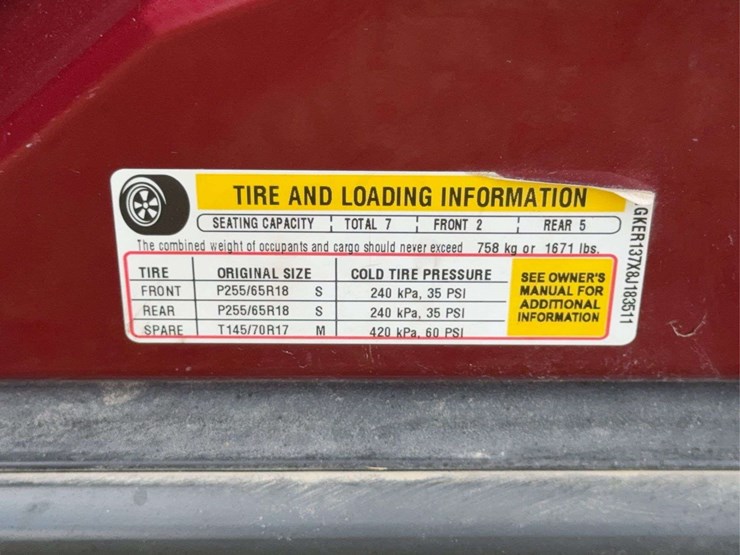 TIRE AND LOADING INFORMATION
SEATING CAPACITY TOTAL 7 FRONT 2 REAR 5
The combined weight of occupants and cargo should never exceed 758 kg or 1671 lbs.
TIRE ORIGINAL SIZE COLD TIRE PRESSURE
FRONT P255/65R18 S 240 kPa, 35 PSI
REAR P255/65R18 S 240 kPa, 35 PSI
SPARE T145/70R17 M 420 kPa, 60 PSI
SEE OWNER'S
MANUAL FOR
ADDITIONAL
INFORMATION
GKER137X8J183511